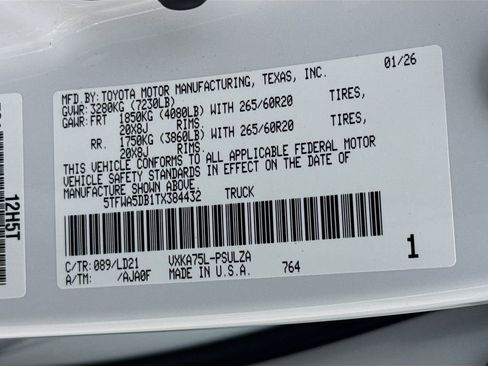 MFD.BY: TOYOTA MOTOR MANUFACTURING, TEXAS, INC. 01/26
GVWR: 3280KG (7230LB)
GAWR: FRT 1850KG (4080LB) WITH 265/60R20 TIRES,
20X8J RIMS.
RR. 1750KG (3860LB) WITH 265/60R20 TIRES,
20X8J RIMS.
THIS VEHICLE CONFORMS TO ALL APPLICABLE FEDERAL MOTOR
VEHICLE SAFETY STANDARDS IN EFFECT ON THE DATE OF
MANUFACTURE SHOWN ABOVE.
5TFWA5DB1TX384432 TRUCK
C/TR: 089/LD21 VXKA75L-PSULZA
A/TM: /AJA0F MADE IN U.S.A. 764
1
12H5T